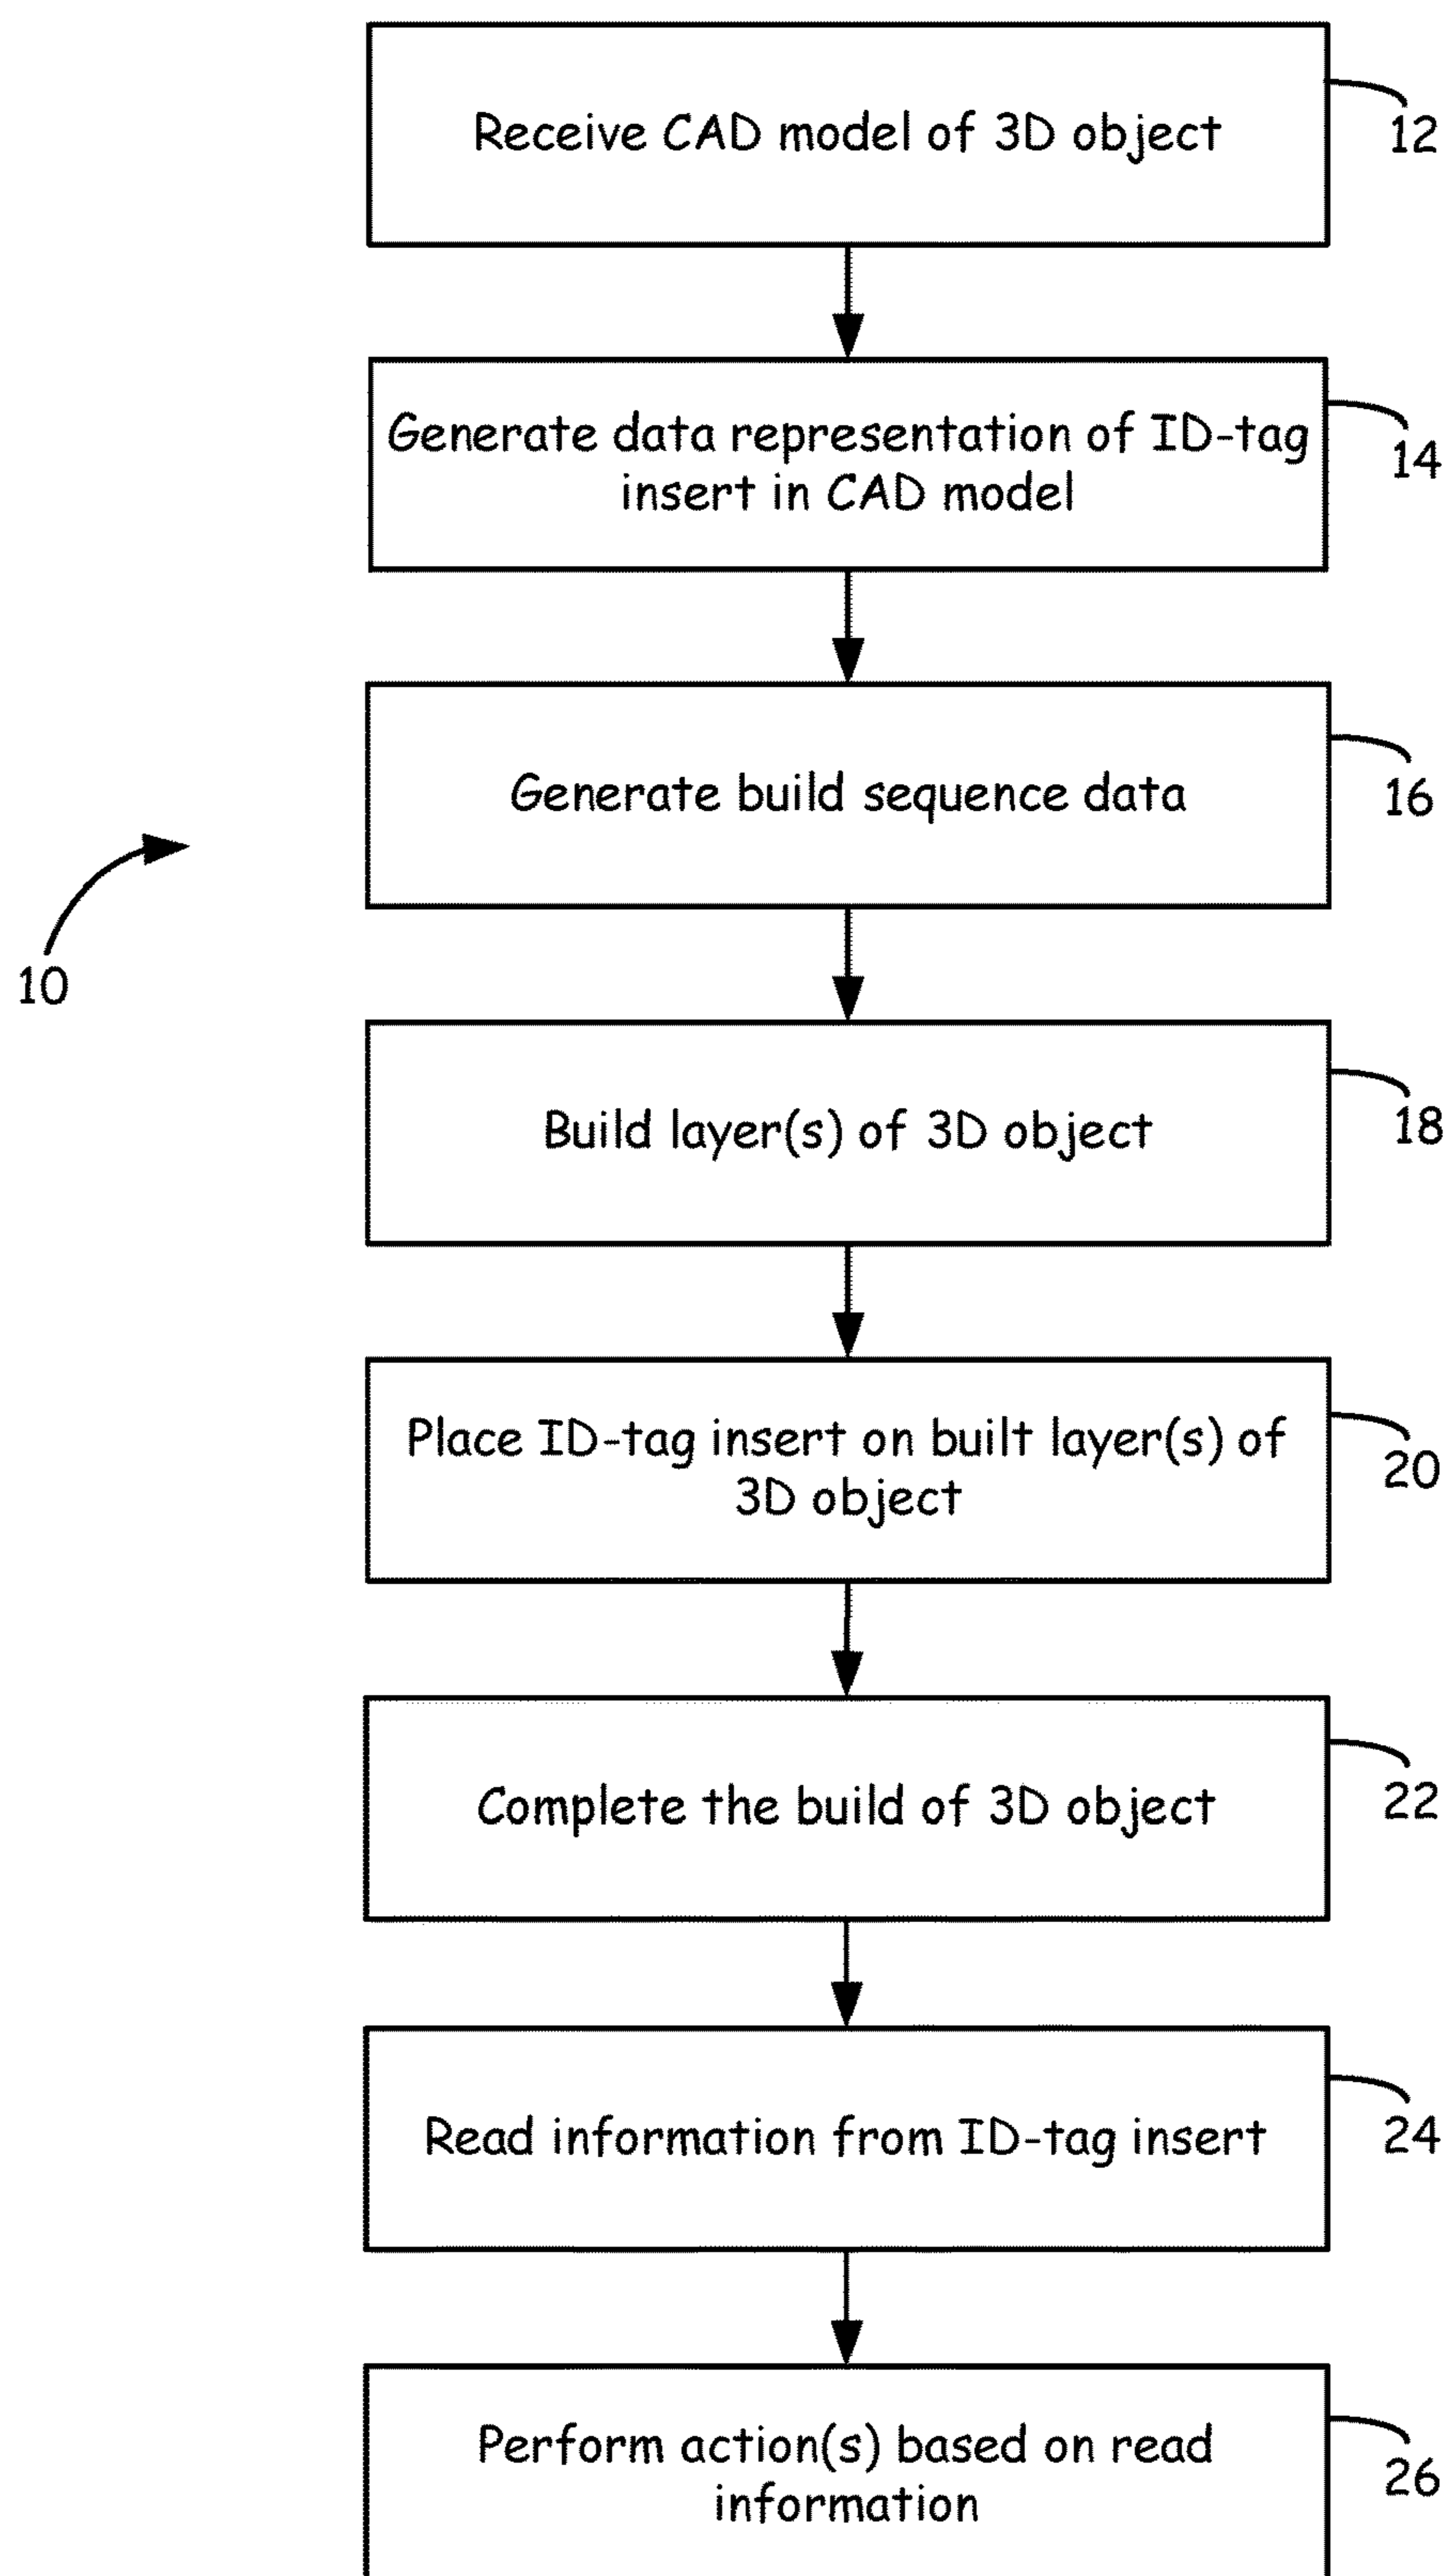 Receive CAD model of 3D object
12
Generate data representation of ID-tag
insert in CAD model
14
Generate build sequence data
16
10
Build layer(s) of 3D object
18
Place ID-tag insert on built layer(s) of
3D object
20
Complete the build of 3D object
22
Read information from ID-tag insert
24
Perform action(s) based on read
information
26